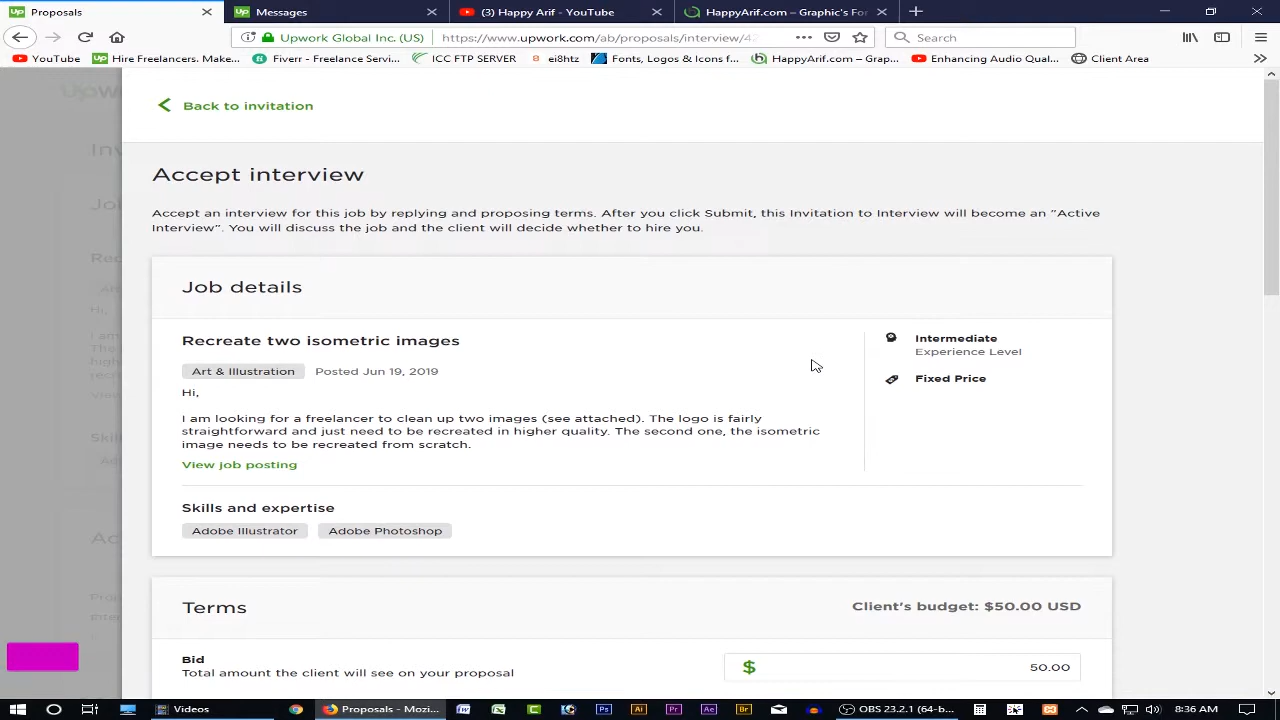 Proposals
Messages
(3) Happy Arif - YouTube
HappyArif.com – Graphic's For
Upwork Global Inc. (US)
https://www.upwork.com/ab/proposals/interview/42
Search
YouTube
Hire Freelancers. Make...
Fiverr - Freelance Servi...
ICC FTP SERVER
ei8htz
Fonts, Logos & Icons f...
HappyArif.com – Grap...
Enhancing Audio Qual...
Client Area
Back to invitation
Accept interview
Accept an interview for this job by replying and proposing terms. After you click Submit, this Invitation to Interview will become an "Active
Interview". You will discuss the job and the client will decide whether to hire you.
Job details
Recreate two isometric images
Art & Illustration
Posted Jun 19, 2019
Hi,
I am looking for a freelancer to clean up two images (see attached). The logo is fairly
straightforward and just need to be recreated in higher quality. The second one, the isometric
image needs to be recreated from scratch.
View job posting
Intermediate
Experience Level
Fixed Price
Skills and expertise
Adobe Illustrator
Adobe Photoshop
Terms
Client's budget: $50.00 USD
Bid
Total amount the client will see on your proposal
$
50.00
Videos
Proposals - Mozi...
OBS 23.2.1 (64-b...
8:36 AM